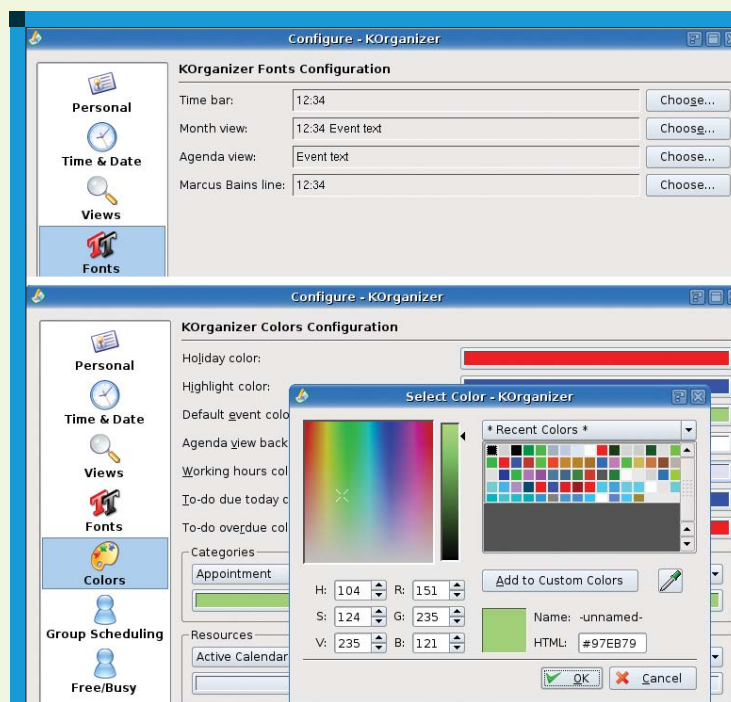 Configure - KOrganizer
KOrganizer Fonts Configuration
Personal
Time & Date
Views
Fonts
Time bar: 12:34 Choose...
Month view: 12:34 Event text Choose...
Agenda view: Event text Choose...
Marcus Bains line: 12:34 Choose...
Configure - KOrganizer
KOrganizer Colors Configuration
Personal
Time & Date
Views
Fonts
Colors
Group Scheduling
Free/Busy
Holiday color:
Highlight color:
Default event colo
Agenda view back
Working hours col
To-do due today c
To-do overdue col
Categories
Appointment
Resources
Active Calendar
Select Color - KOrganizer
* Recent Colors *
Add to Custom Colors
H: 104 R: 151
S: 124 G: 235
V: 235 B: 121
Name: -unnamed-
HTML: #97EB79
OK Cancel